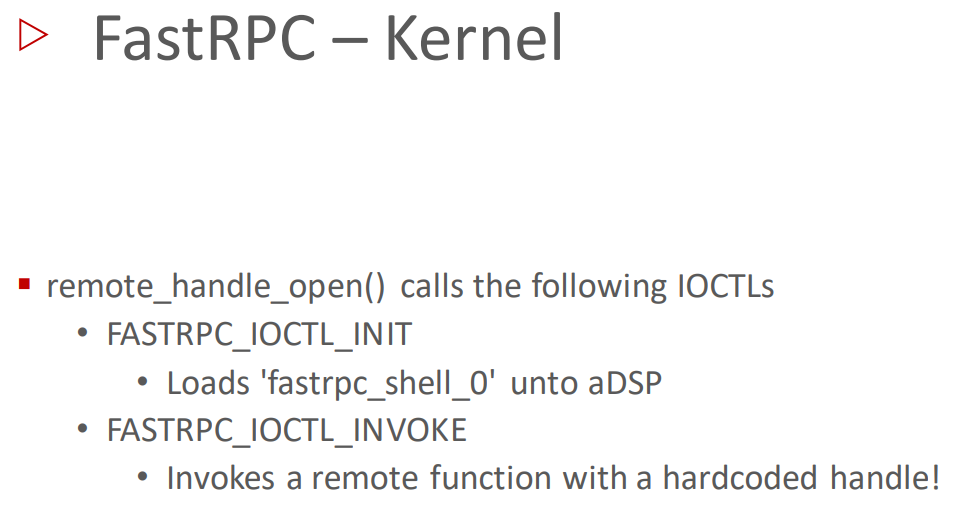 FastRPC – Kernel
remote_handle_open() calls the following IOCTLs
• FASTRPC_IOCTL_INIT
• Loads 'fastrpc_shell_0' unto aDSP
• FASTRPC_IOCTL_INVOKE
• Invokes a remote function with a hardcoded handle!